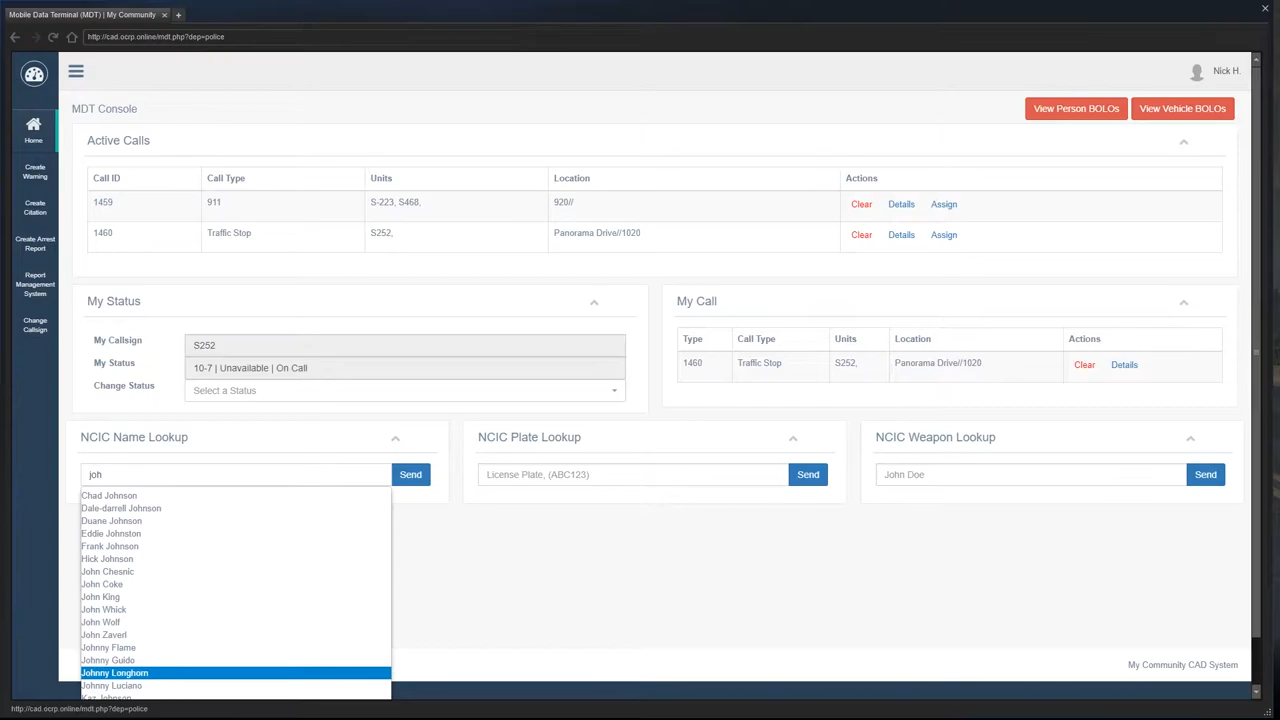 Mobile Data Terminal (MDT) | My Community
http://cad.ocrp.online/mdt.php?dep=police
Nick H.
Home
Create
Warning
Create
Citation
Create Arrest
Report
Report
Management
System
Change
Callsign
MDT Console
View Person BOLOs
View Vehicle BOLOs
Active Calls
Call ID Call Type Units Location Actions
1459 911 S-223, S468, 920// Clear Details Assign
1460 Traffic Stop S252, Panorama Drive//1020 Clear Details Assign
My Status
My Callsign S252
My Status 10-7 | Unavailable | On Call
Change Status Select a Status
My Call
Type Call Type Units Location Actions
1460 Traffic Stop S252, Panorama Drive//1020 Clear Details
NCIC Name Lookup
joh Send
Chad Johnson
Dale-darrell Johnson
Duane Johnson
Eddie Johnston
Frank Johnson
Hick Johnson
John Chesnic
John Coke
John King
John Whick
John Wolf
John Zaverl
Johnny Flame
Johnny Guido
Johnny Longhorn
Johnny Luciano
Kaz Johnson
NCIC Plate Lookup
License Plate, (ABC123) Send
NCIC Weapon Lookup
John Doe Send
My Community CAD System
http://cad.ocrp.online/mdt.php?dep=police